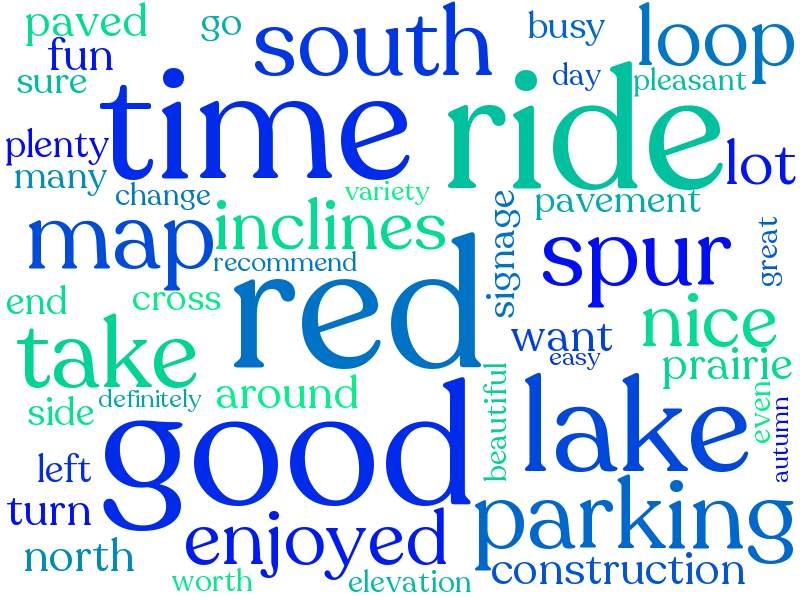 paved
go
south
busy
loop
fun
sure
time
ride
day
pleasant
plenty
many
lot
change
variety
pavement
map
inclines
signage
spur
great
recommend
red
end
cross
want
nice
take
easy
prairie
side
definitely
around
beautiful
lake
even
autumn
good
left
turn
enjoyed
parking
north
construction
worth
elevation